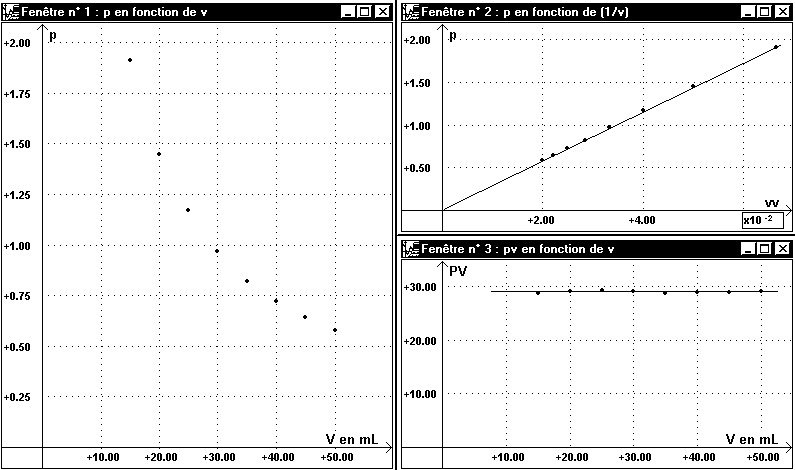 Fenêtre n° 1 : p en fonction de v
p
+2.00
+1.75
+1.50
+1.25
+1.00
+0.75
+0.50
+0.25
V en mL
+10.00 +20.00 +30.00 +40.00 +50.00
Fenêtre n° 2 : p en fonction de (1/v)
p
+2.00
+1.50
+1.00
+0.50
VV
+2.00 +4.00 x10 -2
Fenêtre n° 3 : pv en fonction de v
PV
+30.00
+20.00
+10.00
V en mL
+10.00 +20.00 +30.00 +40.00 +50.00